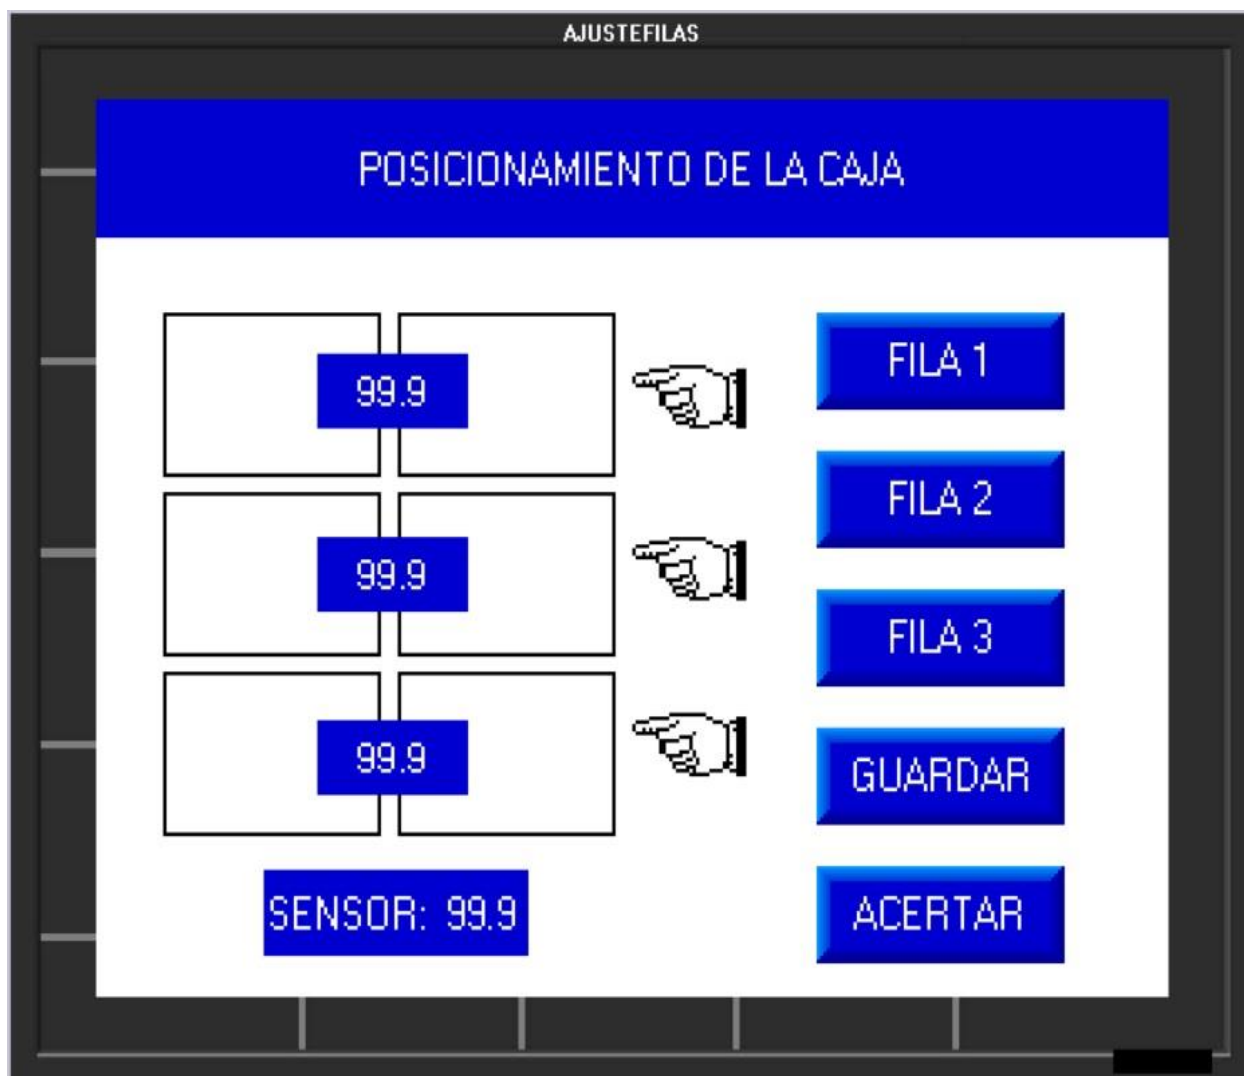 AJUSTEFILAS
POSICIONAMIENTO DE LA CAJA
99.9
FILA 1
FILA 2
99.9
FILA 3
99.9
GUARDAR
SENSOR: 99.9
ACERTAR